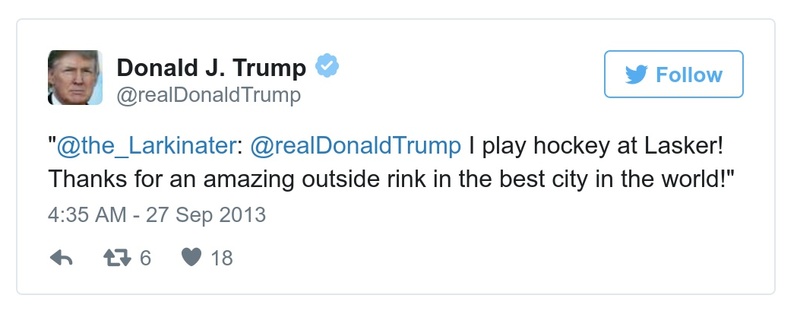 Donald J. Trump
Follow
@realDonaldTrump
"@the_Larkinater: @realDonaldTrump I play hockey at Lasker!
Thanks for an amazing outside rink in the best city in the world!"
4:35 AM - 27 Sep 2013
6 18